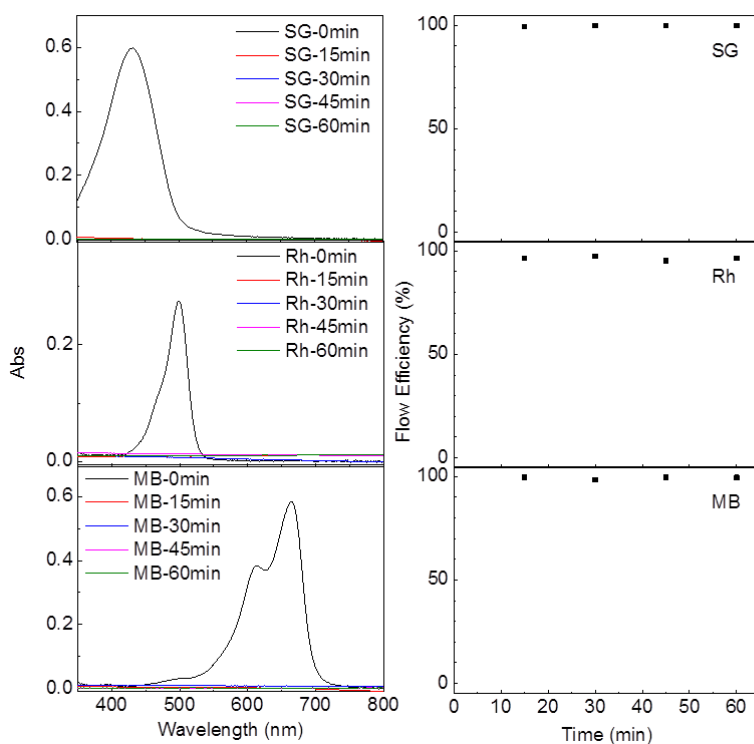 SG-0min
SG-15min
SG-30min
SG-45min
SG-60min
0.6
0.4
0.2
0.0
Rh-0min
Rh-15min
Rh-30min
Rh-45min
Rh-60min
0.2
0.0
MB-0min
MB-15min
MB-30min
MB-45min
MB-60min
0.6
0.4
0.2
0.0
400 500 600 700 800
Wavelength (nm)
Abs
100
50
0
SG
100
50
0
Rh
100
50
0
MB
0 10 20 30 40 50 60
Time (min)
Flow Efficiency (%)